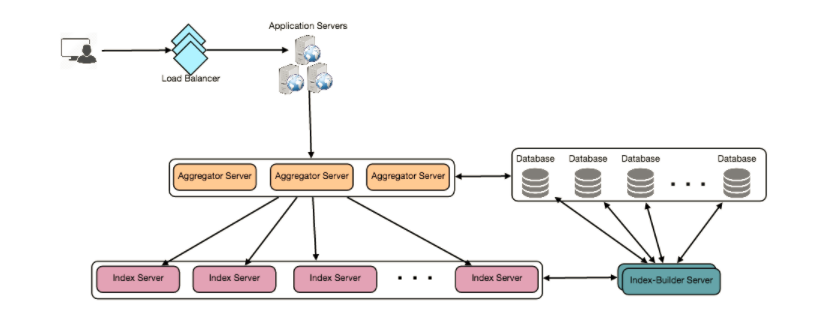 Application Servers
Load Balancer
Aggregator Server
Aggregator Server
Aggregator Server
Database
Database
Database
Database
Index Server
Index Server
Index Server
Index Server
Index-Builder Server